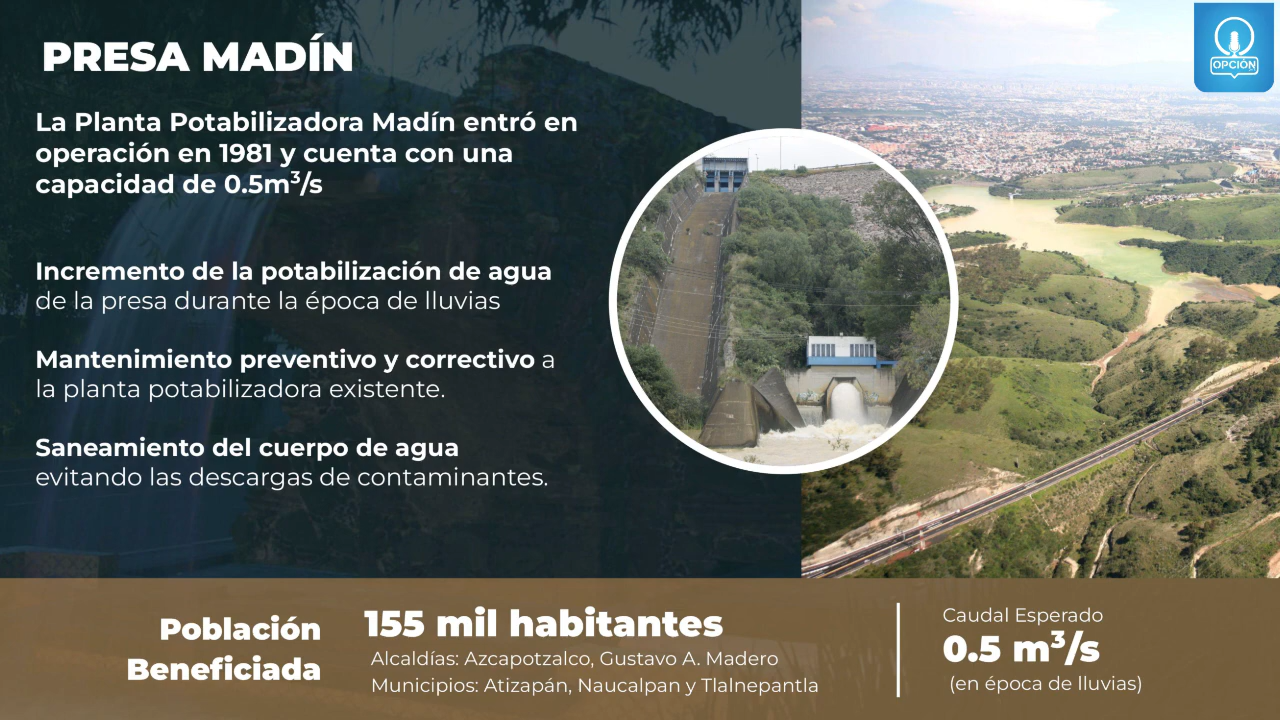 PRESA MADÍN
La Planta Potabilizadora Madín entró en
operación en 1981 y cuenta con una
capacidad de 0.5m³/s
Incremento de la potabilización de agua
de la presa durante la época de lluvias
Mantenimiento preventivo y correctivo a
la planta potabilizadora existente.
Saneamiento del cuerpo de agua
evitando las descargas de contaminantes.
OPCIÓN
Población
Beneficiada
155 mil habitantes
Alcaldías: Azcapotzalco, Gustavo A. Madero
Municipios: Atizapán, Naucalpan y Tlalnepantla
Caudal Esperado
0.5 m³/s
(en época de lluvias)